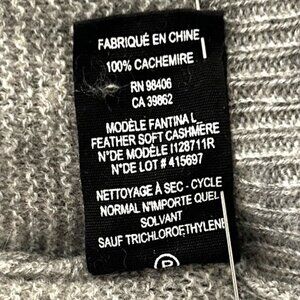 FABRIQUÉ EN CHINE
100% CACHEMIRE
RN 98406
CA 39862
MODÈLE FANTINA L
FEATHER SOFT CASHMERE
N°DE MODÈLE I128711R
N°DE LOT # 415697
NETTOYAGE À SEC - CYCLE
NORMAL N'IMPORTE QUEL
SOLVANT
SAUF TRICHLOROETHYLENE
P